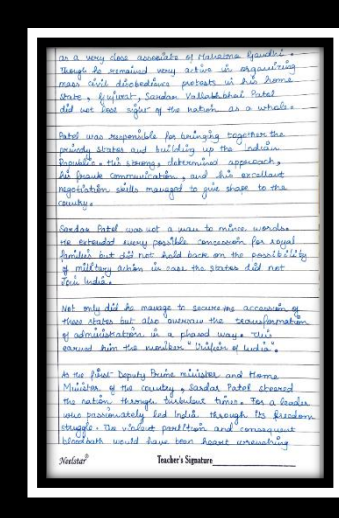 as a very close associate of Mahatma Gandhi.
Though he remained very active in organizing
mass civil disobedience protests in his home
state, Gujurat, Sardar Vallabhbhai Patel
did not lose sight of the nation as a whole.
Patel was responsible for bringing together the
princely states and building up the Indian
Republic. His strong, determined approach,
his frank communication, and his excellent
negotiation skills managed to give shape to the
country.
Sardar Patel was not a man to mince words.
He extended every possible concession for royal
families but did not hold back on the possibility
of military action in case the states did not
join India.
Not only did he manage to secure the accession of
these states but also oversaw the transformation
of administration in a phased way. This
earned him the moniker "Unifier of India".
As the first Deputy Prime minister and Home
Minister of the country, Sardar Patel steered
the nation through turbulent times. For a leader
who passionately led India through its freedom
struggle. The violent partition and consequent
bloodbath would have been heart wrenching
Neelstar Teacher's Signature